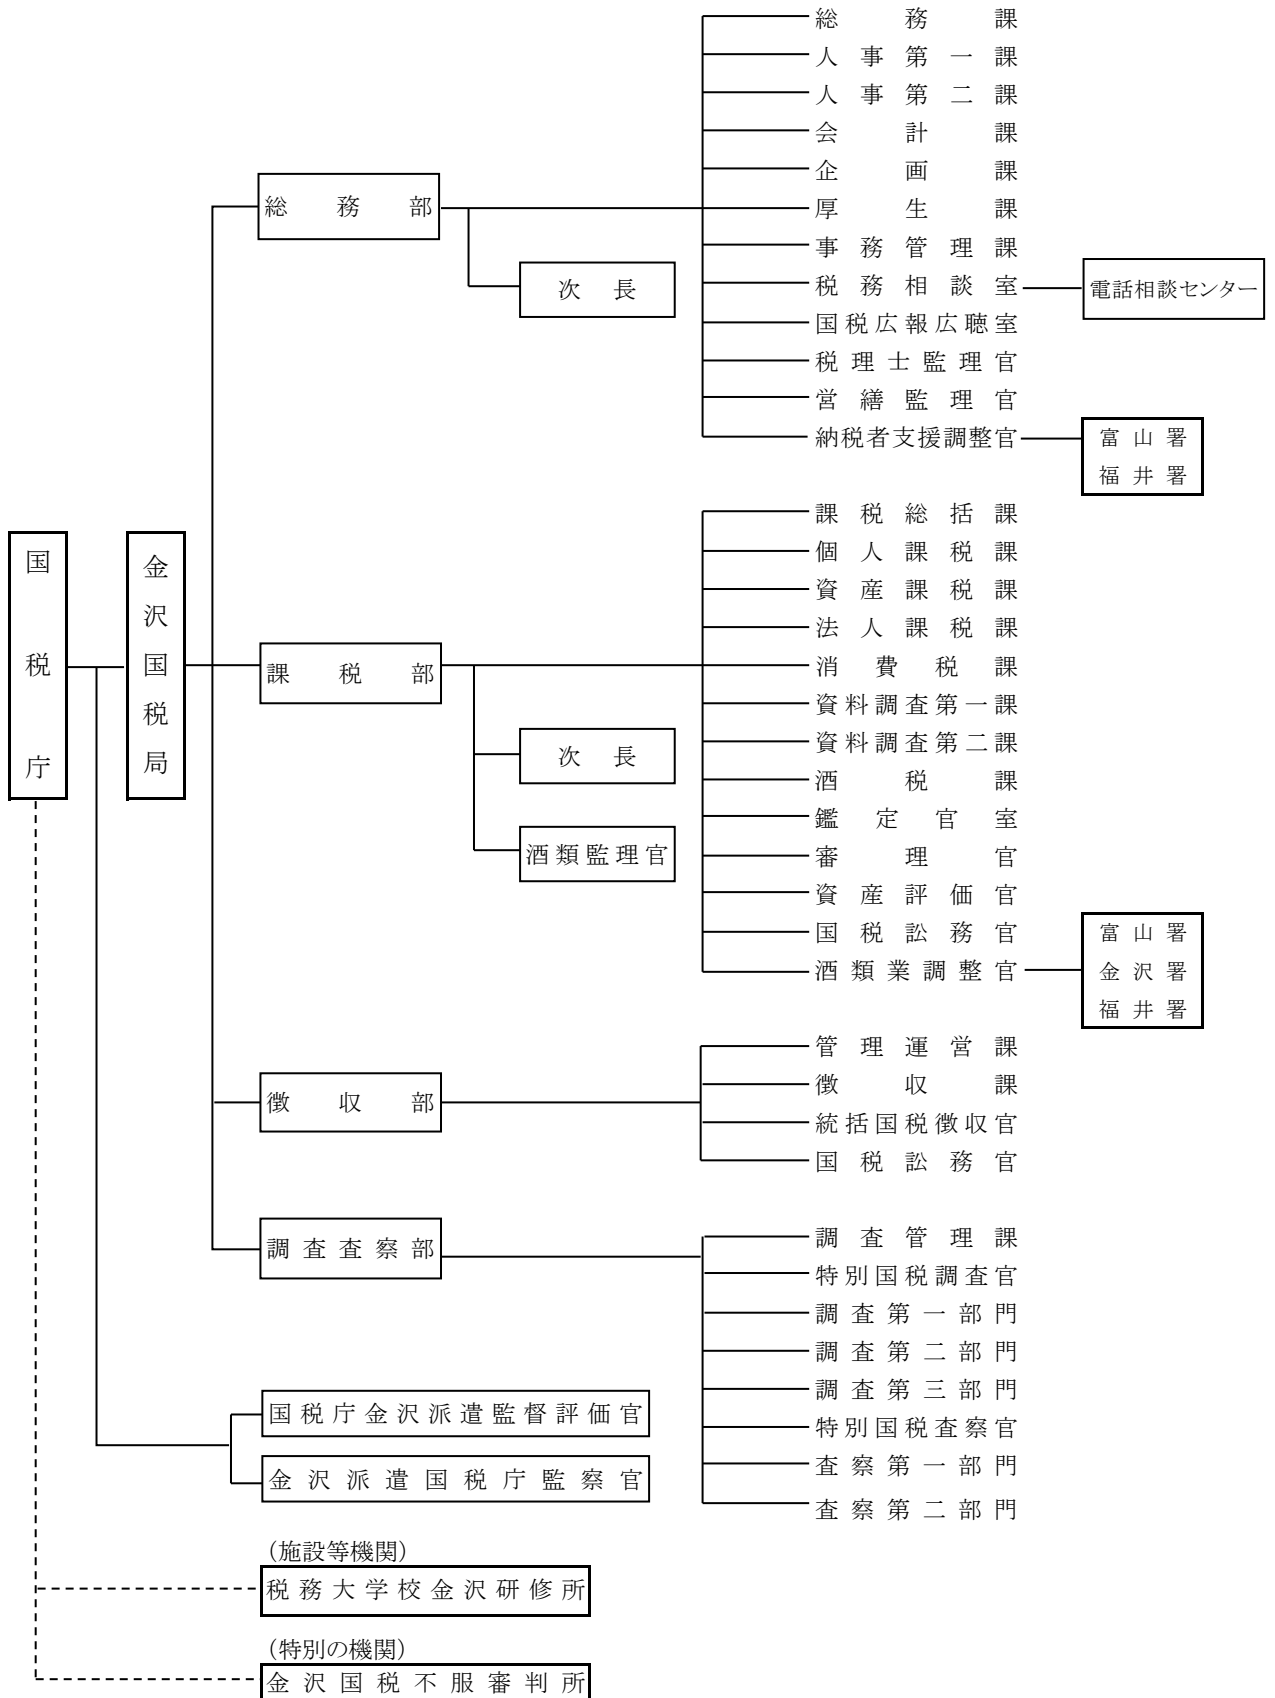 国税庁
金沢国税局
総務部
次長
総務課
人事第一課
人事第二課
会計課
企画課
厚生課
事務管理課
税務相談室
電話相談センター
国税広報広聴室
税理士監理官
営繕監理官
納税者支援調整官
富山署
福井署
課税部
次長
酒類監理官
課税総括課
個人課税課
資産課税課
法人課税課
消費税課
資料調査第一課
資料調査第二課
酒税課
鑑定官室
審理官
資産評価官
国税訟務官
酒類業調整官
富山署
金沢署
福井署
徴収部
管理運営課
徴収課
統括国税徴収官
国税訟務官
調査査察部
調査管理課
特別国税調査官
調査第一部門
調査第二部門
調査第三部門
特別国税査察官
査察第一部門
査察第二部門
国税庁金沢派遣監督評価官
金沢派遣国税庁監察官
（施設等機関）
税務大学校金沢研修所
（特別の機関）
金沢国税不服審判所